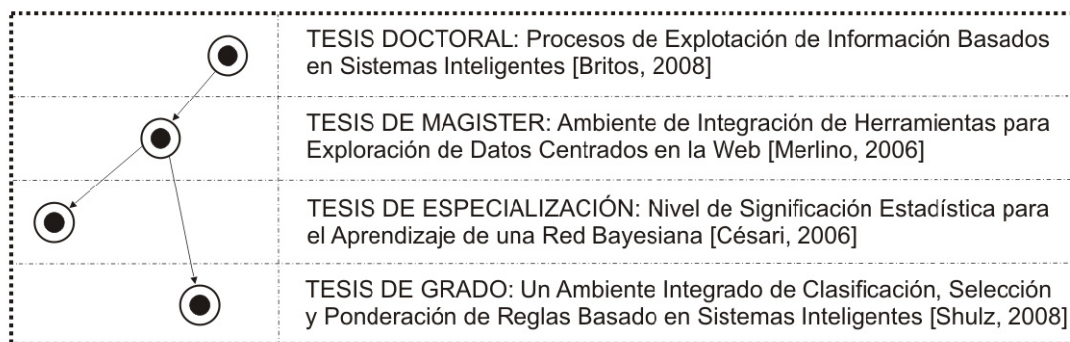 TESIS DOCTORAL: Procesos de Explotación de Información Basados
en Sistemas Inteligentes [Britos, 2008]
TESIS DE MAGISTER: Ambiente de Integración de Herramientas para
Exploración de Datos Centrados en la Web [Merlino, 2006]
TESIS DE ESPECIALIZACIÓN: Nivel de Significación Estadística para
el Aprendizaje de una Red Bayesiana [Césari, 2006]
TESIS DE GRADO: Un Ambiente Integrado de Clasificación, Selección
y Ponderación de Reglas Basado en Sistemas Inteligentes [Shulz, 2008]